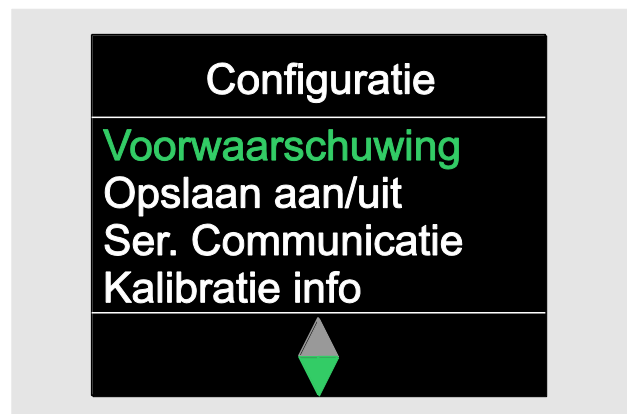 Configuratie
Voorwaarschuwing
Opslaan aan/uit
Ser. Communicatie
Kalibratie info